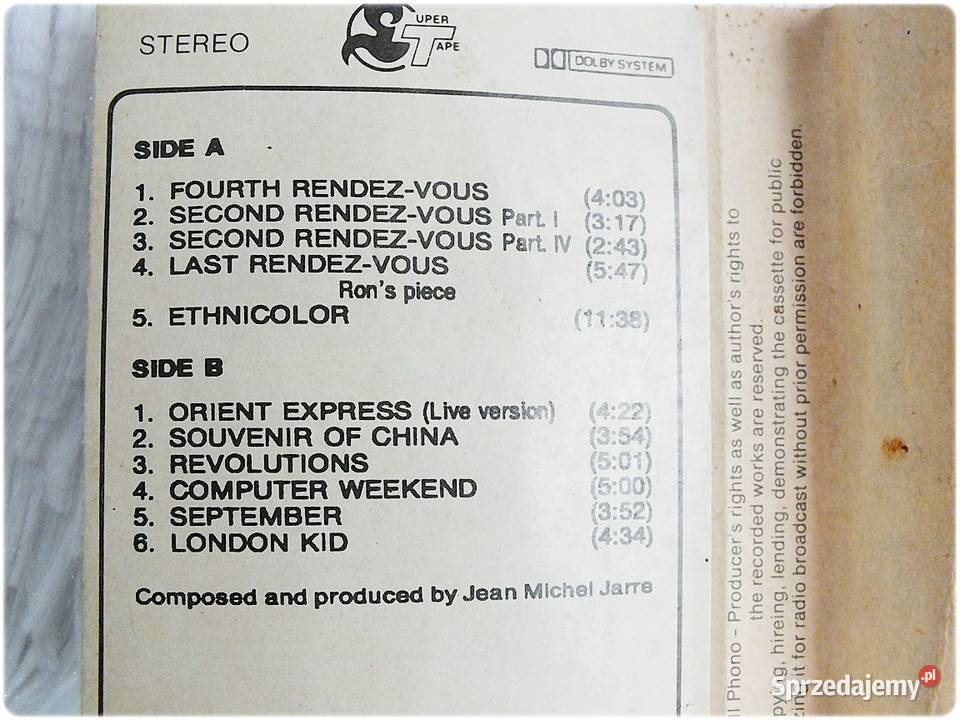 STEREO
SUPER
TAPE
DOLBY SYSTEM
SIDE A
1. FOURTH RENDEZ-VOUS (4:03)
2. SECOND RENDEZ-VOUS Part. I (3:17)
3. SECOND RENDEZ-VOUS Part. IV (2:43)
4. LAST RENDEZ-VOUS (5:47)
Ron's piece
5. ETHNICOLOR (11:38)
SIDE B
1. ORIENT EXPRESS (Live version) (4:22)
2. SOUVENIR OF CHINA (3:54)
3. REVOLUTIONS (5:01)
4. COMPUTER WEEKEND (5:00)
5. SEPTEMBER (3:52)
6. LONDON KID (4:34)
Composed and produced by Jean Michel Jarre
ll Phono - Producer's rights as well as author's rights to
the recorded works are reserved.
pying, hireing, lending, demonstrating the cassette for public
zing it for radio broadcast without prior permission are forbidden.
Sprzedajemy.pl